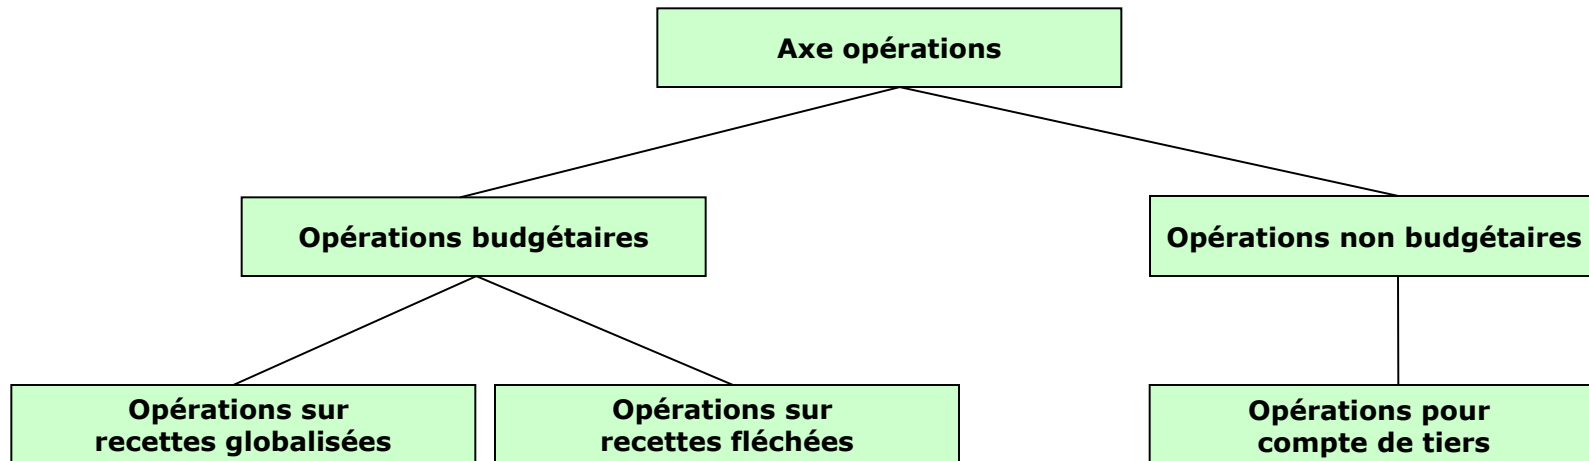 Axe opérations
Opérations budgétaires
Opérations non budgétaires
Opérations sur
recettes globalisées
Opérations sur
recettes fléchées
Opérations pour
compte de tiers